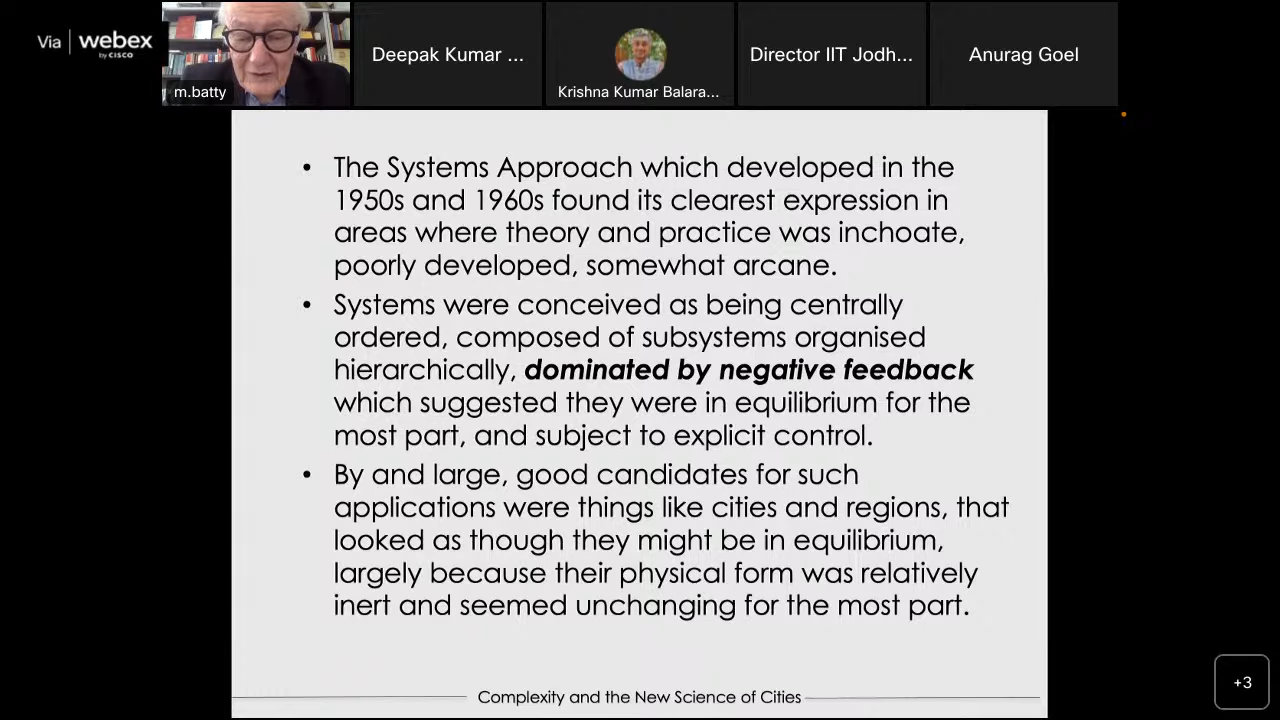 Via | webex
by CISCO
m.batty
Deepak Kumar ...
Krishna Kumar Balara...
Director IIT Jodh...
Anurag Goel
• The Systems Approach which developed in the
1950s and 1960s found its clearest expression in
areas where theory and practice was inchoate,
poorly developed, somewhat arcane.
• Systems were conceived as being centrally
ordered, composed of subsystems organised
hierarchically, dominated by negative feedback
which suggested they were in equilibrium for the
most part, and subject to explicit control.
• By and large, good candidates for such
applications were things like cities and regions, that
looked as though they might be in equilibrium,
largely because their physical form was relatively
inert and seemed unchanging for the most part.
Complexity and the New Science of Cities
+3